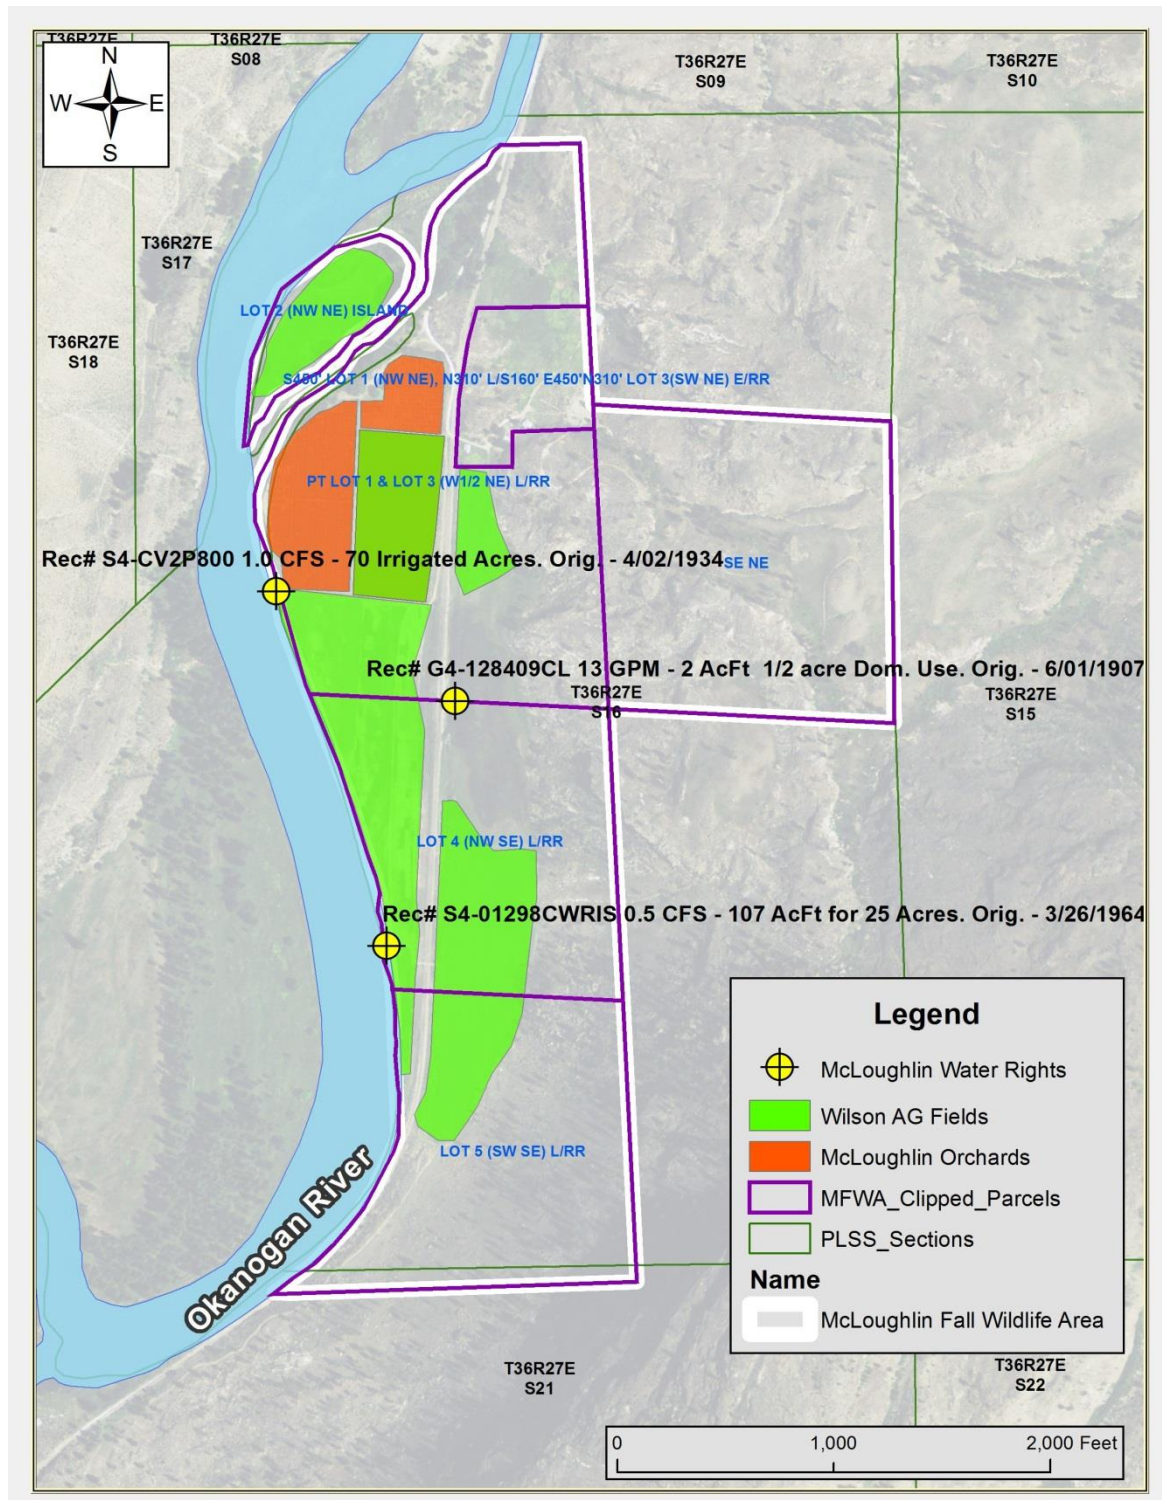 T36R27E
T36R27E
S08
N
W
E
S
T36R27E
S09
T36R27E
S10
T36R27E
S17
LOT 2 (NW NE) ISLAND
T36R27E
S18
S450' LOT 1 (NW NE), N310' L/S160' E450'N310' LOT 3(SW NE) E/RR
PT LOT 1 & LOT 3 (W1/2 NE) L/RR
Rec# S4-CV2P800 1.0 CFS - 70 Irrigated Acres. Orig. - 4/02/1934
SE NE
Rec# G4-128409CL 13 GPM - 2 AcFt 1/2 acre Dom. Use. Orig. - 6/01/1907
T36R27E
S16
T36R27E
S15
LOT 4 (NW SE) L/RR
Rec# S4-01298CWRIS 0.5 CFS - 107 AcFt for 25 Acres. Orig. - 3/26/1964
LOT 5 (SW SE) L/RR
Okanogan River
Legend
McLoughlin Water Rights
Wilson AG Fields
McLoughlin Orchards
MFWA_Clipped_Parcels
PLSS_Sections
Name
McLoughlin Fall Wildlife Area
T36R27E
S21
T36R27E
S22
0
1,000
2,000 Feet